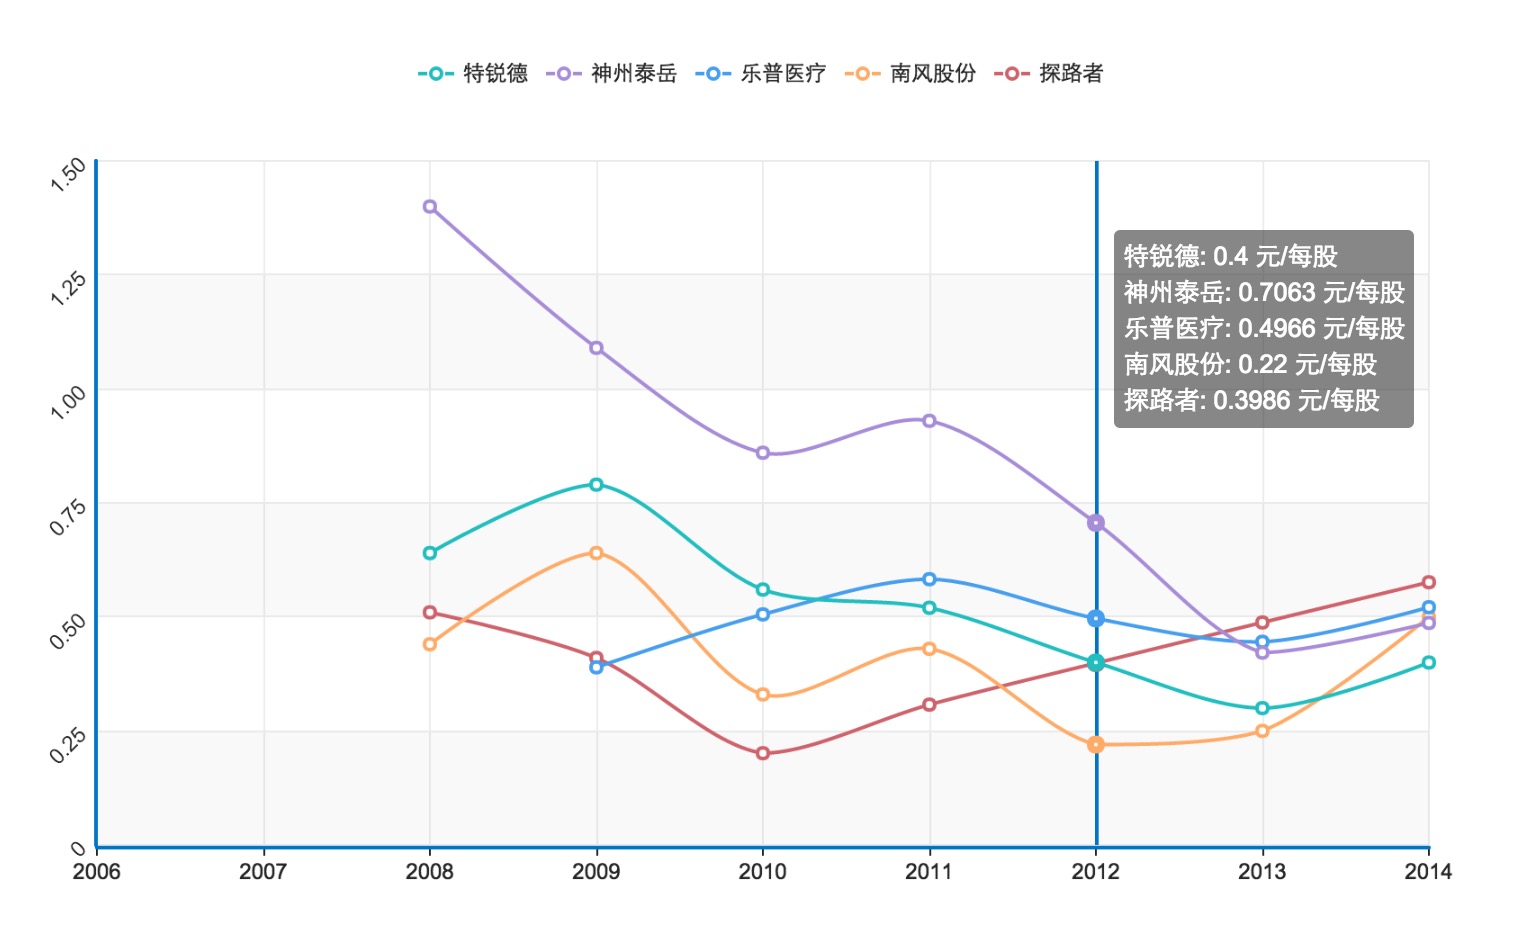 特锐德 神州泰岳 乐普医疗 南风股份 探路者
1.50
1.25
特锐德: 0.4 元/每股
神州泰岳: 0.7063 元/每股
乐普医疗: 0.4966 元/每股
南风股份: 0.22 元/每股
探路者: 0.3986 元/每股
1.00
0.75
0.50
0.25
0
2006 2007 2008 2009 2010 2011 2012 2013 2014